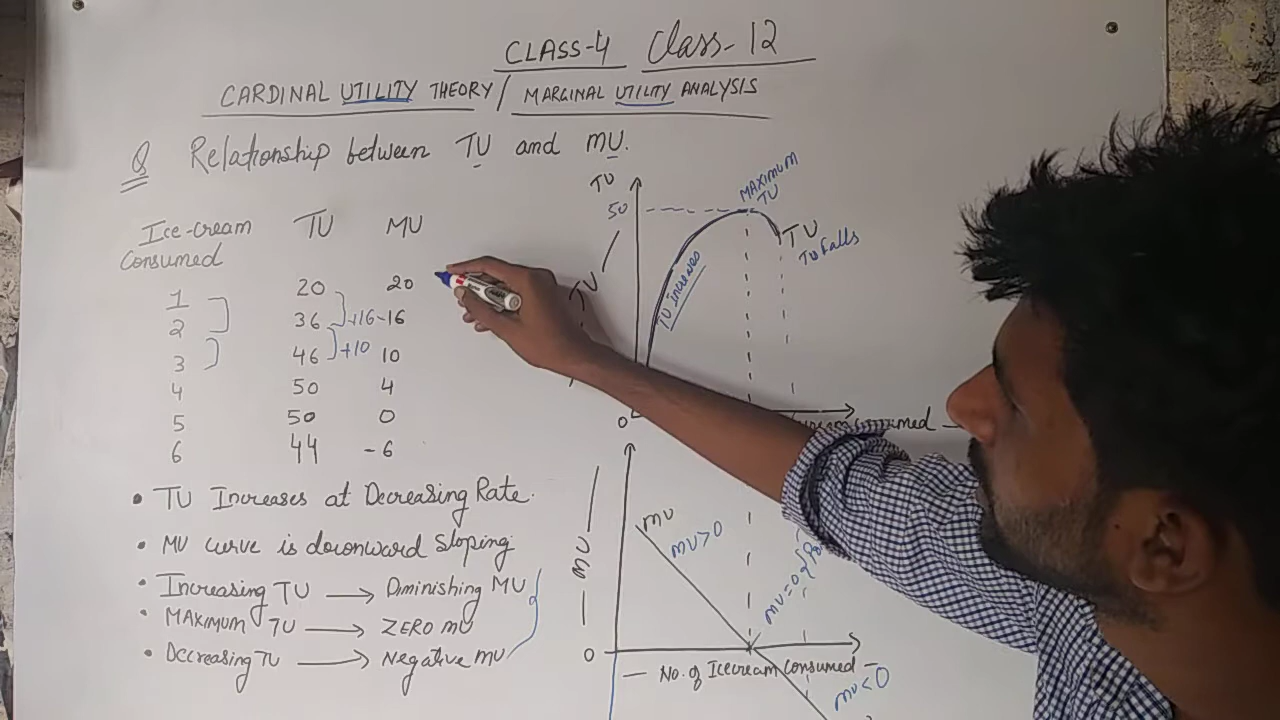 CLASS-4 Class-12
CARDINAL UTILITY THEORY / MARGINAL UTILITY ANALYSIS
Q Relationship between TU and MU.
Ice-cream Consumed TU MU
1 20 20
2 36 +16 -16
3 46 +10 10
4 50 4
5 50 0
6 44 -6
• TU Increases at Decreasing Rate.
• MU curve is downward Sloping
• Increasing TU → Diminishing MU
• MAXIMUM TU → ZERO MU
• Decreasing TU → Negative MU
TU
50
MAXIMUM
TU
TU
TU falls
TU Increases
TU
0
consumed
MU
MU
MU>0
MU=0
0
No. of Icecream Consumed
MU<0